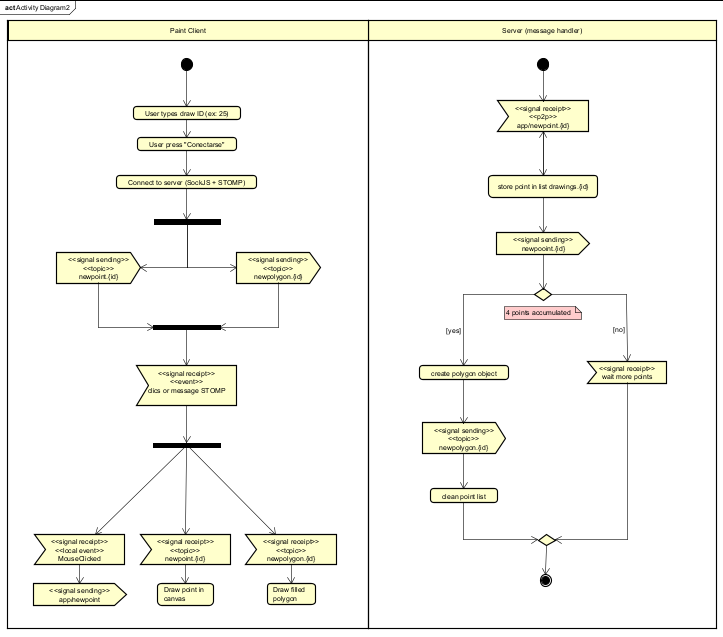 act Activity Diagram2
Paint Client
Server (message handler)
User types draw ID (ex: 25)
User press "Conectarse"
Connect to server (SockJS + STOMP)
<<signal sending>>
<<topic>>
newpoint.{id}
<<signal sending>>
<<topic>>
newpolygon.{id}
<<signal receipt>>
<<event>>
clics or message STOMP
<<signal receipt>>
<<local event>>
MouseClicked
<<signal receipt>>
<<topic>>
newpoint.{id}
<<signal receipt>>
<<topic>>
newpolygon.{id}
<<signal sending>>
app/newpoint
Draw point in
canvas
Draw filled
polygon
<<signal receipt>>
<<p2p>>
app/newpoint.{id}
store point in list drawings.{id}
<<signal sending>>
newpooint.{id}
4 points accumulated
[yes]
[no]
create polygon object
<<signal receipt>>
wait more points
<<signal sending>>
<<topic>>
newpolygon.{id}
clean point list